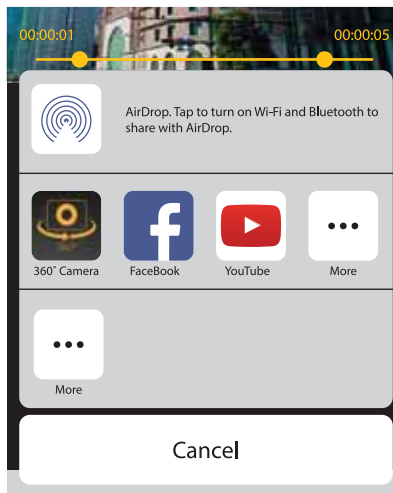 00:00:01 00:00:05
AirDrop. Tap to turn on Wi-Fi and Bluetooth to
share with AirDrop.
360° Camera FaceBook YouTube More
More
Cancel